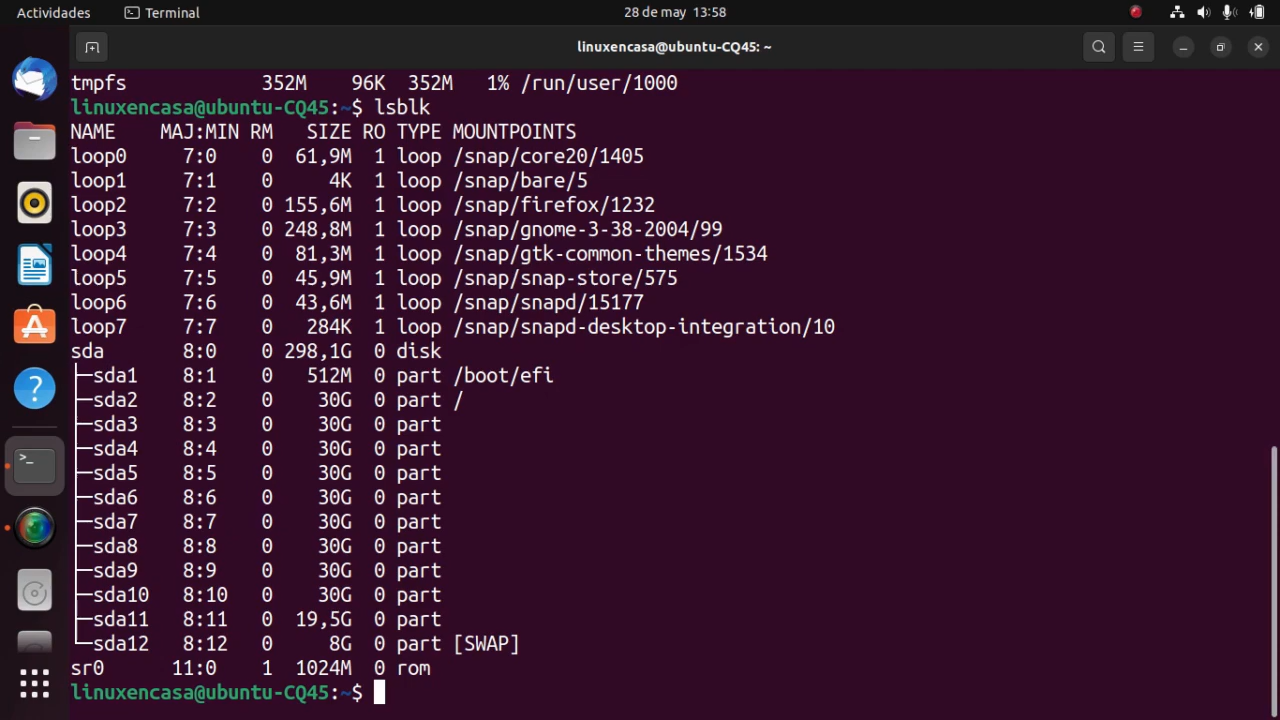 Actividades Terminal 28 de may 13:58
linuxencasa@ubuntu-CQ45: ~
tmpfs 352M 96K 352M 1% /run/user/1000
linuxencasa@ubuntu-CQ45:~$ lsblk
NAME MAJ:MIN RM SIZE RO TYPE MOUNTPOINTS
loop0 7:0 0 61,9M 1 loop /snap/core20/1405
loop1 7:1 0 4K 1 loop /snap/bare/5
loop2 7:2 0 155,6M 1 loop /snap/firefox/1232
loop3 7:3 0 248,8M 1 loop /snap/gnome-3-38-2004/99
loop4 7:4 0 81,3M 1 loop /snap/gtk-common-themes/1534
loop5 7:5 0 45,9M 1 loop /snap/snap-store/575
loop6 7:6 0 43,6M 1 loop /snap/snapd/15177
loop7 7:7 0 284K 1 loop /snap/snapd-desktop-integration/10
sda 8:0 0 298,1G 0 disk
├─sda1 8:1 0 512M 0 part /boot/efi
├─sda2 8:2 0 30G 0 part /
├─sda3 8:3 0 30G 0 part
├─sda4 8:4 0 30G 0 part
├─sda5 8:5 0 30G 0 part
├─sda6 8:6 0 30G 0 part
├─sda7 8:7 0 30G 0 part
├─sda8 8:8 0 30G 0 part
├─sda9 8:9 0 30G 0 part
├─sda10 8:10 0 30G 0 part
├─sda11 8:11 0 19,5G 0 part
└─sda12 8:12 0 8G 0 part [SWAP]
sr0 11:0 1 1024M 0 rom
linuxencasa@ubuntu-CQ45:~$